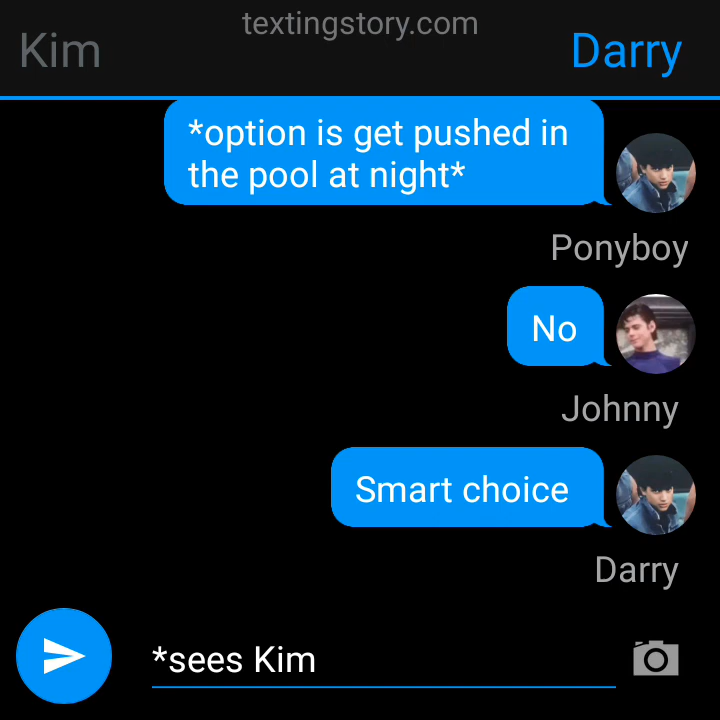 textingstory.com
Kim
Darry
*option is get pushed in
the pool at night*
Ponyboy
No
Johnny
Smart choice
Darry
*sees Kim